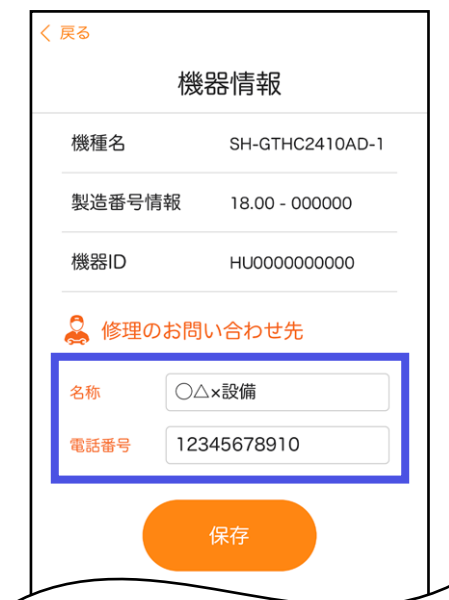 < 戻る
機器情報
機種名 SH-GTHC2410AD-1
製造番号情報 18.00 - 000000
機器ID HU0000000000
修理のお問い合わせ先
名称 ○△×設備
電話番号 12345678910
保存